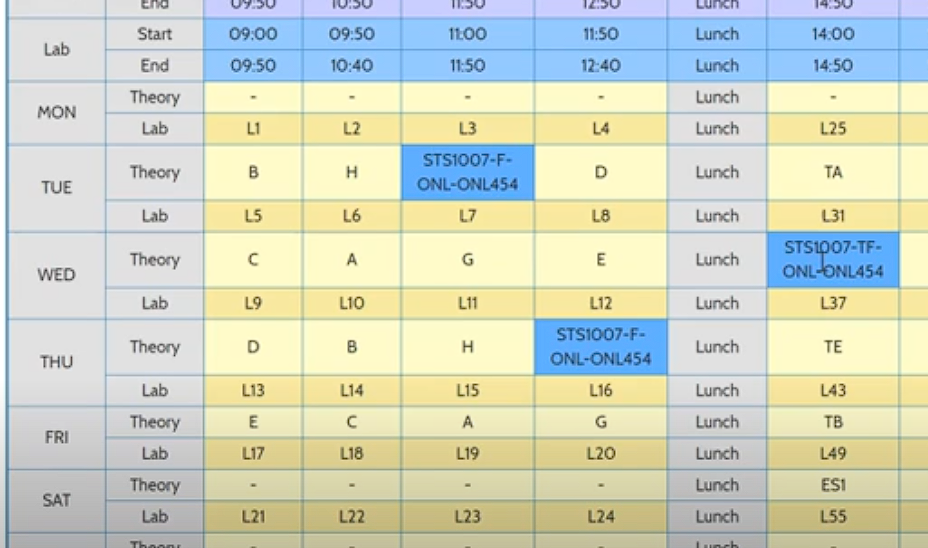 End 09:50 10:50 11:50 12:50 Lunch 14:50
Lab Start 09:00 09:50 11:00 11:50 Lunch 14:00
End 09:50 10:40 11:50 12:40 Lunch 14:50
MON Theory - - - - Lunch -
Lab L1 L2 L3 L4 Lunch L25
TUE Theory B H STS1007-F-ONL-ONL454 D Lunch TA
Lab L5 L6 L7 L8 Lunch L31
WED Theory C A G E Lunch STS1007-TF-ONL-ONL454
Lab L9 L10 L11 L12 Lunch L37
THU Theory D B H STS1007-F-ONL-ONL454 Lunch TE
Lab L13 L14 L15 L16 Lunch L43
FRI Theory E C A G Lunch TB
Lab L17 L18 L19 L20 Lunch L49
SAT Theory - - - - Lunch ES1
Lab L21 L22 L23 L24 Lunch L55
Theory - - - - Lunch -